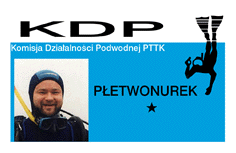 KDP
Komisja Działalności Podwodnej PTTK
PŁETWONUREK